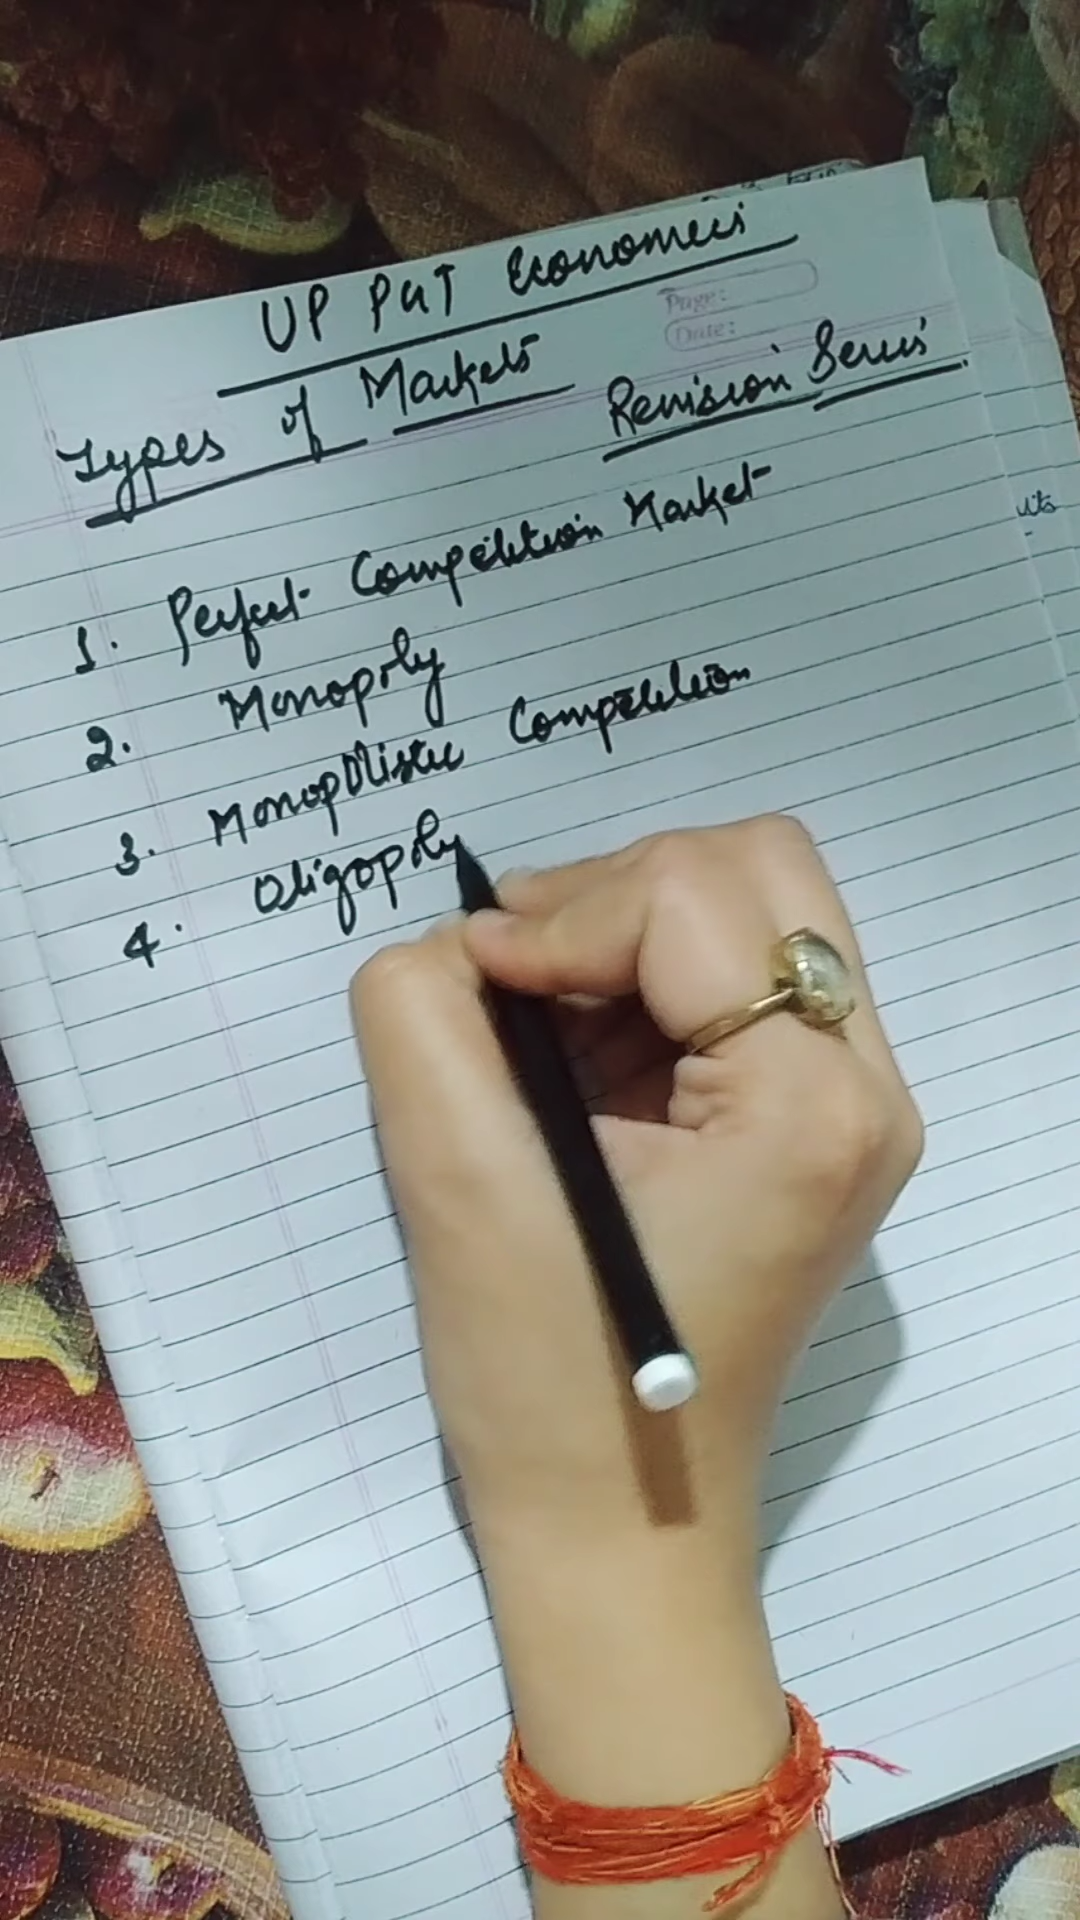 UP PGT Economics
Page:
Date:
Types of Markets
Revision Series
1. Perfect Competition Market
2. Monopoly
3. Monopolistic Competition
4. Oligopoly